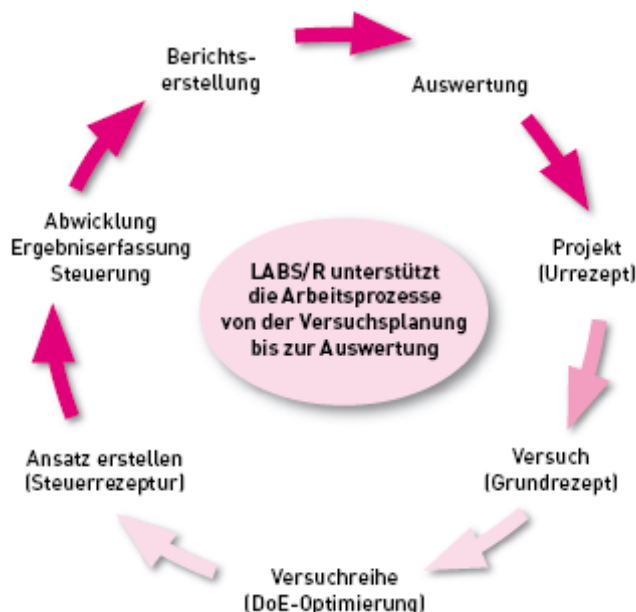 Berichts-
erstellung
Auswertung
Projekt
(Urrezept)
Versuch
(Grundrezept)
Versuchreihe
(DoE-Optimierung)
Ansatz erstellen
(Steuerrezeptur)
Abwicklung
Ergebniserfassung
Steuerung
LABS/R unterstützt
die Arbeitsprozesse
von der Versuchsplanung
bis zur Auswertung